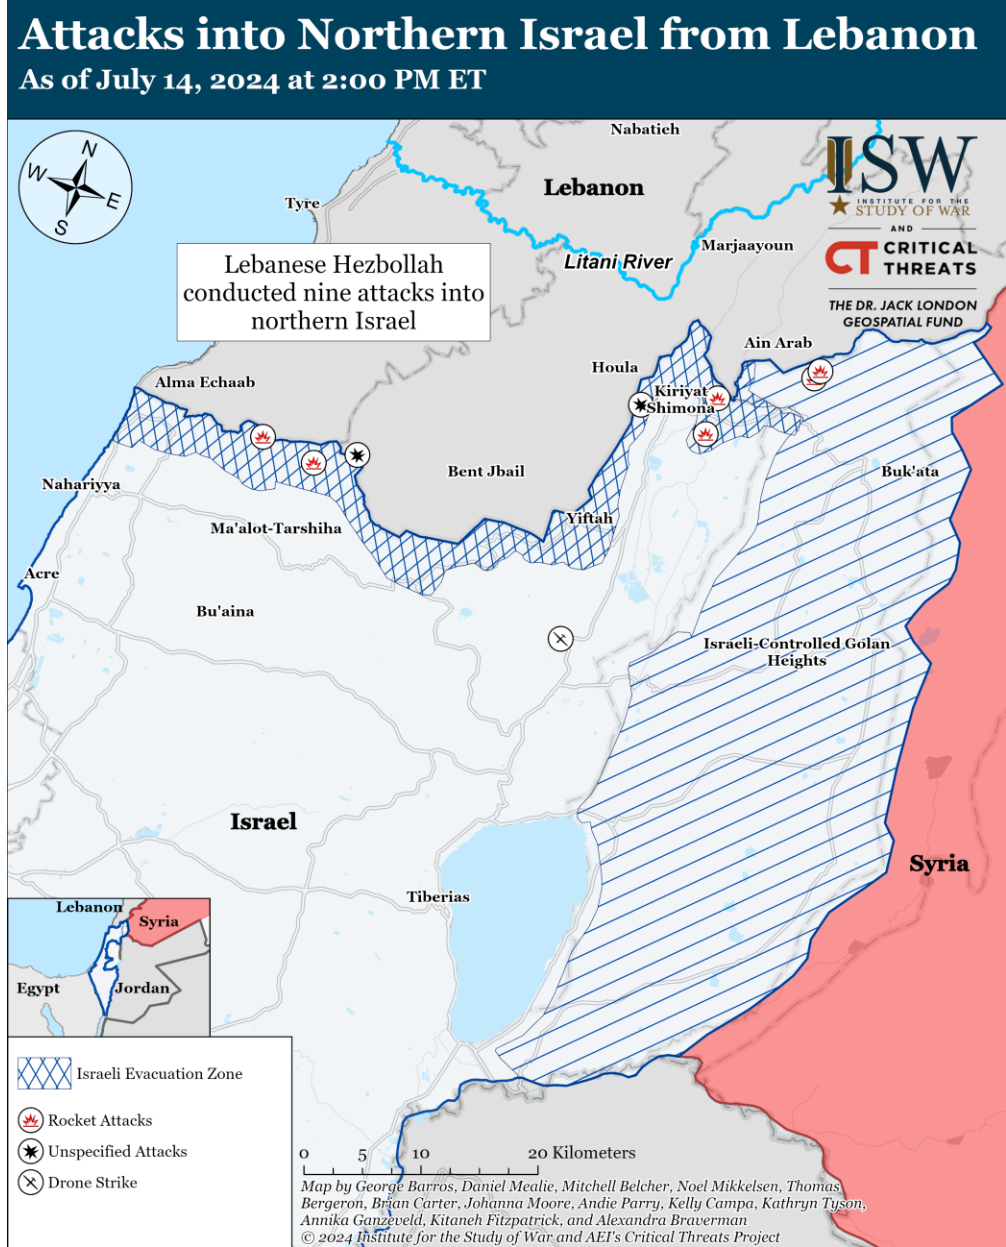 Attacks into Northern Israel from Lebanon
As of July 14, 2024 at 2:00 PM ET
N
W
E
S
Nabatieh
Lebanon
Tyre
Litani River
Marjaayoun
ISW
INSTITUTE FOR THE
STUDY OF WAR
AND
CT CRITICAL
THREATS
THE DR. JACK LONDON
GEOSPATIAL FUND
Lebanese Hezbollah
conducted nine attacks into
northern Israel
Ain Arab
Houla
Alma Echaab
Kiriyat
Shimona
Bent Jbail
Buk'ata
Nahariyya
Yiftah
Ma'alot-Tarshiha
Acre
Bu'aina
Israeli-Controlled Golan
Heights
Israel
Syria
Tiberias
Lebanon
Syria
Egypt
Jordan
Israeli Evacuation Zone
Rocket Attacks
Unspecified Attacks
Drone Strike
0 5 10 20 Kilometers
Map by George Barros, Daniel Mealie, Mitchell Belcher, Noel Mikkelsen, Thomas
Bergeron, Brian Carter, Johanna Moore, Andie Parry, Kelly Campa, Kathryn Tyson,
Annika Ganzeveld, Kitaneh Fitzpatrick, and Alexandra Braverman
© 2024 Institute for the Study of War and AEI's Critical Threats Project